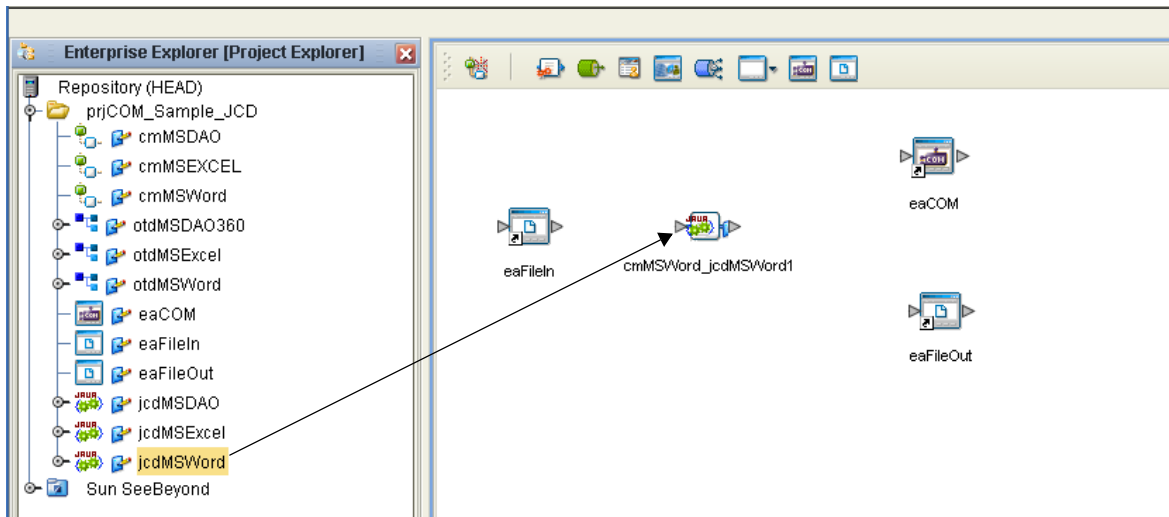 Enterprise Explorer [Project Explorer]
Repository (HEAD)
prjCOM_Sample_JCD
cmMSDAO
cmMSEXCEL
cmMSWord
otdMSDAO360
otdMSExcel
otdMSWord
eaCOM
eaFileIn
eaFileOut
jcdMSDAO
jcdMSExcel
jcdMSWord
Sun SeeBeyond
eaFileIn
cmMSWord_jcdMSWord1
eaCOM
eaFileOut